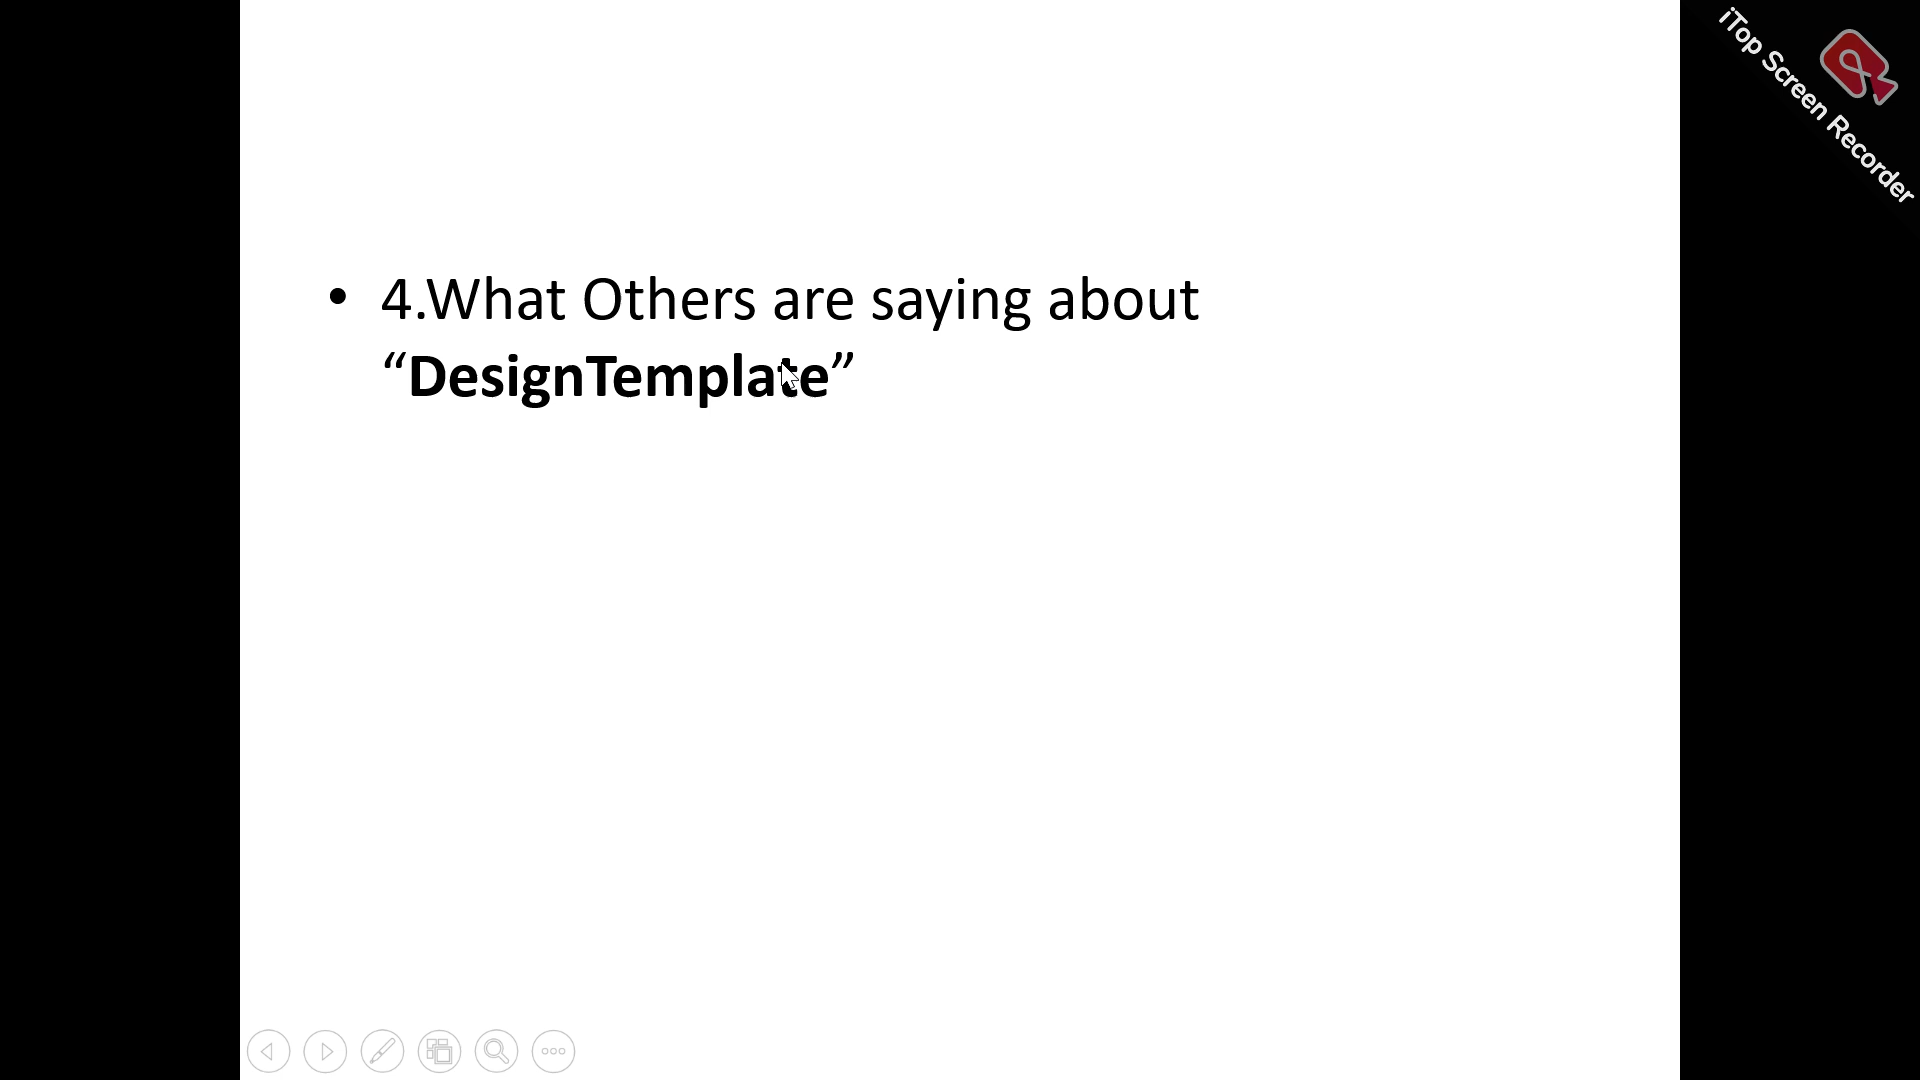 iTop Screen Recorder
• 4.What Others are saying about
“DesignTemplate”